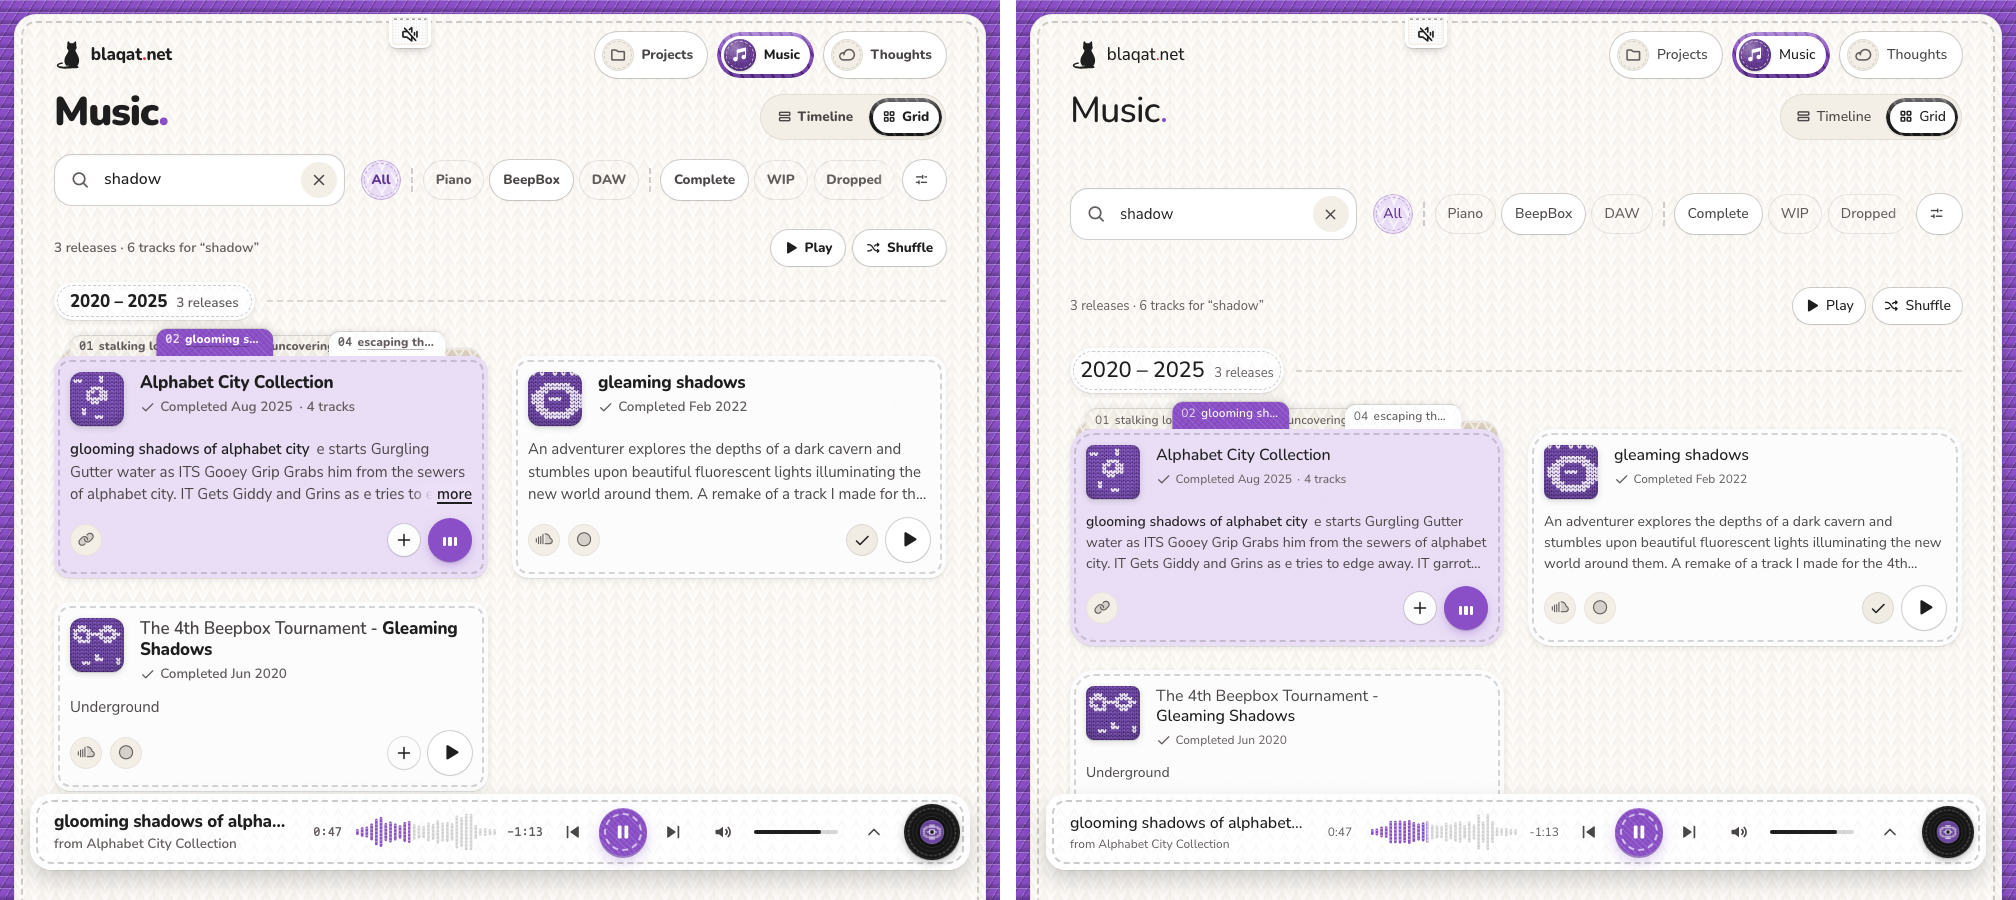 blaqat.net
Projects
Music
Thoughts
Music.
Timeline
Grid
shadow
All
Piano
BeepBox
DAW
Complete
WIP
Dropped
3 releases · 6 tracks for “shadow”
Play
Shuffle
2020 – 2025 3 releases
01 stalking lo
02 glooming s...
uncovering
04 escaping th...
Alphabet City Collection
Completed Aug 2025 · 4 tracks
glooming shadows of alphabet city e starts Gurgling
Gutter water as ITS Gooey Grip Grabs him from the sewers
of alphabet city. IT Gets Giddy and Grins as e tries to e more
gleaming shadows
Completed Feb 2022
An adventurer explores the depths of a dark cavern and
stumbles upon beautiful fluorescent lights illuminating the
new world around them. A remake of a track I made for th...
The 4th Beepbox Tournament - Gleaming
Shadows
Completed Jun 2020
Underground
glooming shadows of alpha...
from Alphabet City Collection
0:47
-1:13
blaqat.net
Projects
Music
Thoughts
Music.
Timeline
Grid
shadow
All
Piano
BeepBox
DAW
Complete
WIP
Dropped
3 releases · 6 tracks for “shadow”
Play
Shuffle
2020 – 2025 3 releases
01 stalking lo
02 glooming sh...
uncovering
04 escaping th...
Alphabet City Collection
Completed Aug 2025 · 4 tracks
glooming shadows of alphabet city e starts Gurgling Gutter
water as ITS Gooey Grip Grabs him from the sewers of alphabet
city. IT Gets Giddy and Grins as e tries to edge away. IT garrot...
gleaming shadows
Completed Feb 2022
An adventurer explores the depths of a dark cavern and
stumbles upon beautiful fluorescent lights illuminating the new
world around them. A remake of a track I made for the 4th...
The 4th Beepbox Tournament -
Gleaming Shadows
Completed Jun 2020
Underground
glooming shadows of alphabet...
from Alphabet City Collection
0:47
-1:13